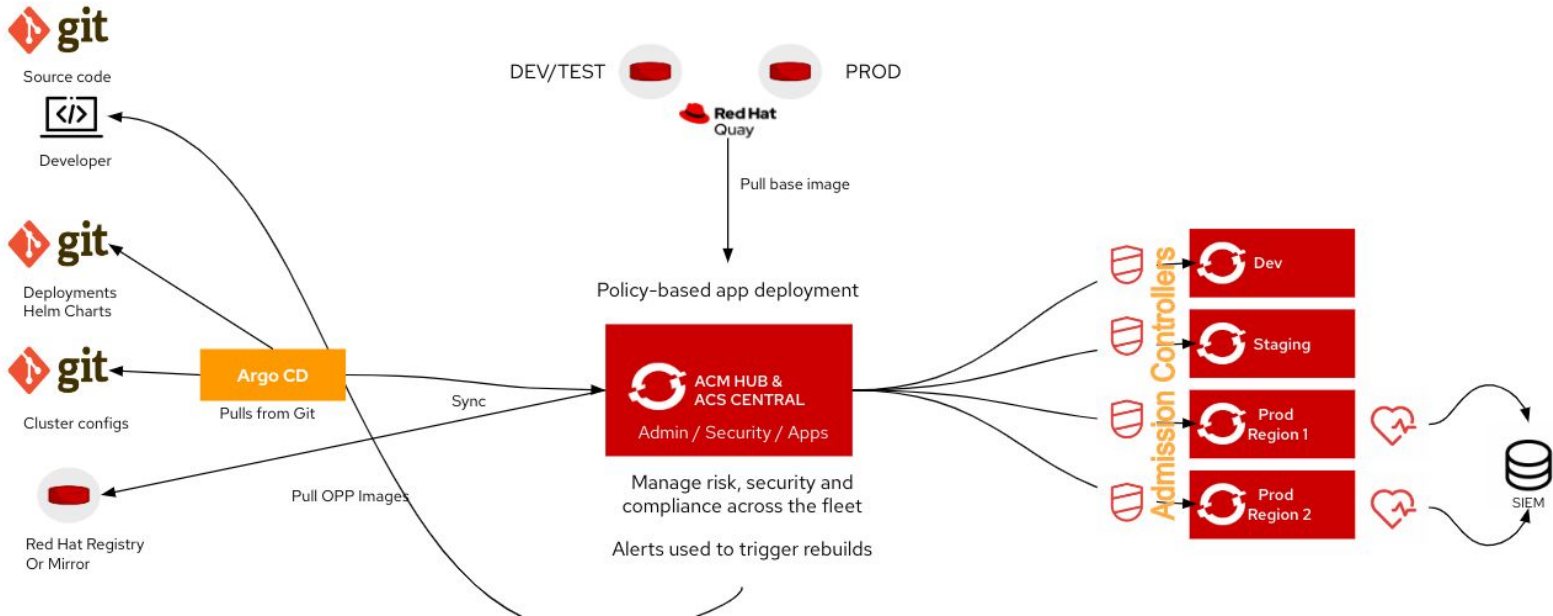 git
Source code
</>
Developer
git
Deployments
Helm Charts
git
Cluster configs
Red Hat Registry
Or Mirror
Argo CD
Pulls from Git
Sync
Pull OPP Images
DEV/TEST
PROD
Red Hat
Quay
Pull base image
Policy-based app deployment
ACM HUB &
ACS CENTRAL
Admin / Security / Apps
Manage risk, security and
compliance across the fleet
Alerts used to trigger rebuilds
Admission Controllers
Dev
Staging
Prod
Region 1
Prod
Region 2
SIEM